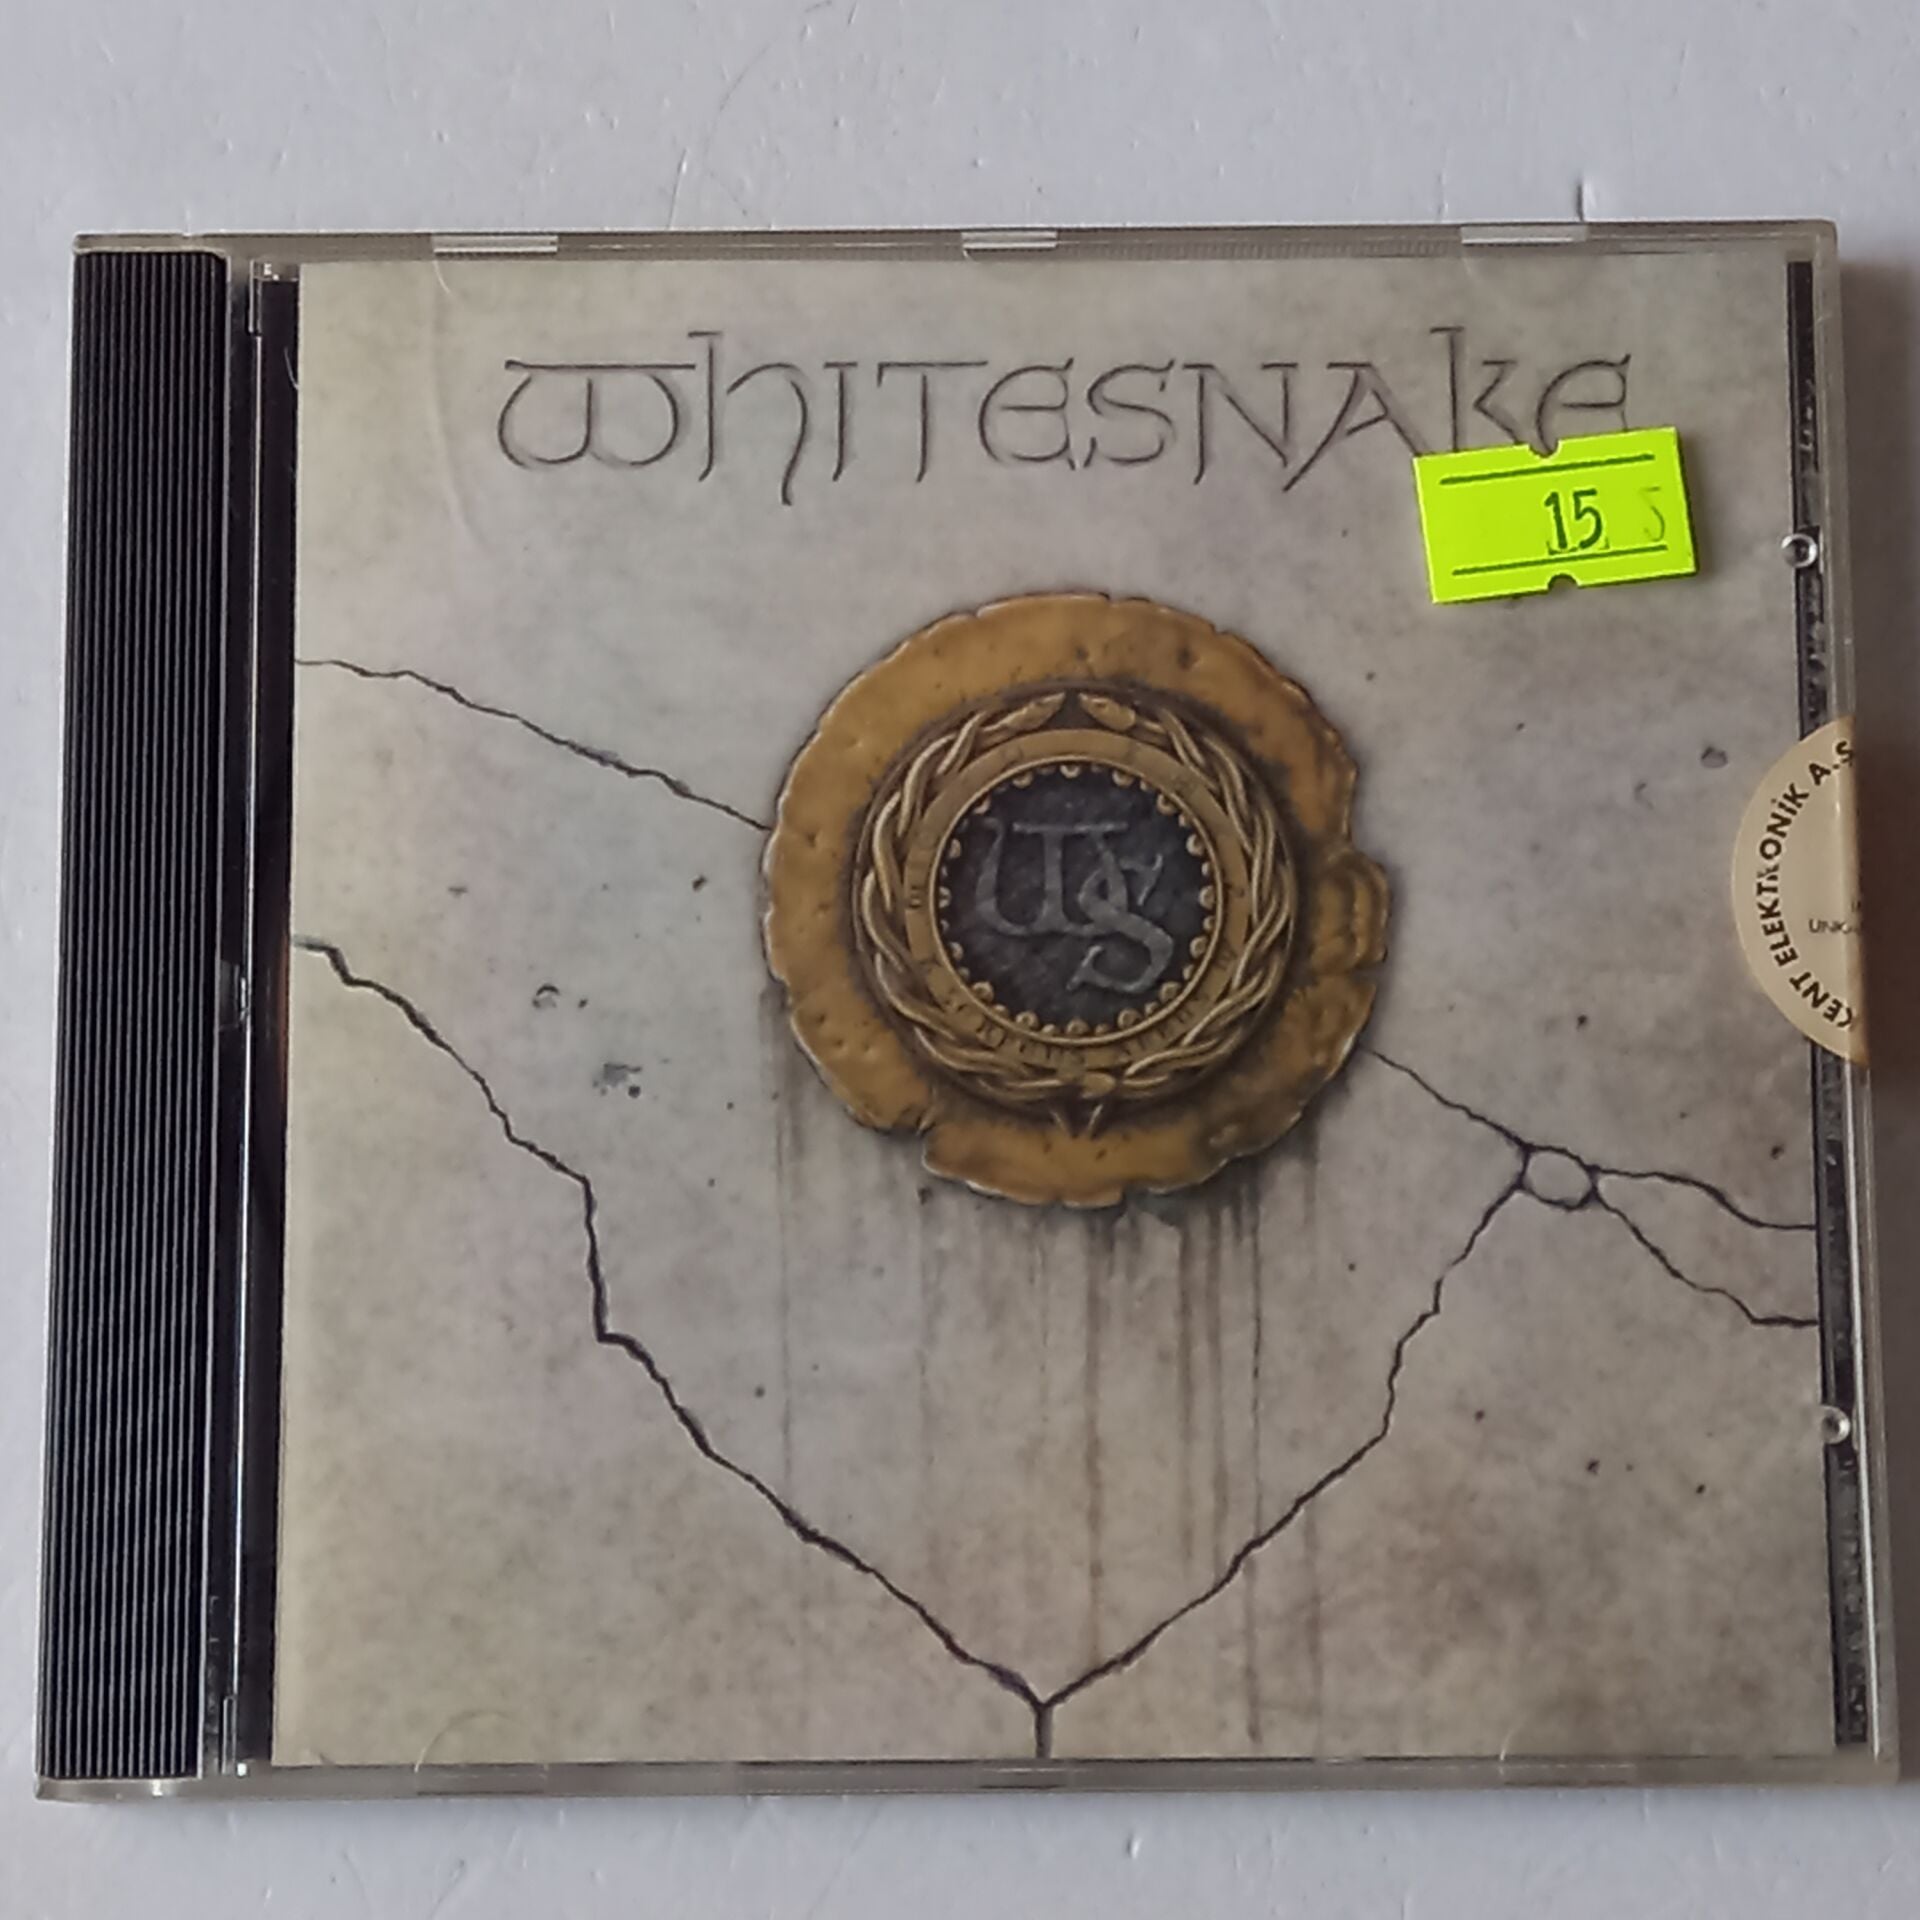 WHITESNAKE
15
WS
KENT ELEKTRONİK A.Ş